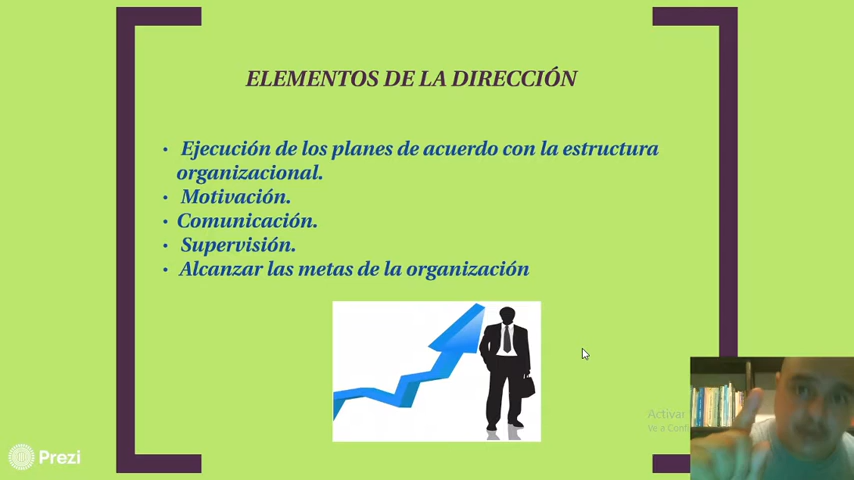 ELEMENTOS DE LA DIRECCIÓN
• Ejecución de los planes de acuerdo con la estructura
organizacional.
• Motivación.
• Comunicación.
• Supervisión.
• Alcanzar las metas de la organización
Activar
Ve a
Prezi